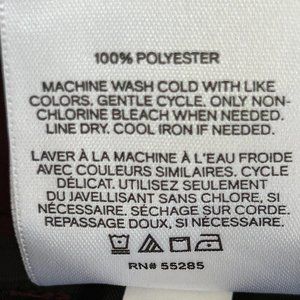 100% POLYESTER
MACHINE WASH COLD WITH LIKE
COLORS. GENTLE CYCLE. ONLY NON-
CHLORINE BLEACH WHEN NEEDED.
LINE DRY. COOL IRON IF NEEDED.
LAVER À LA MACHINE À L'EAU FROIDE
AVEC COULEURS SIMILAIRES. CYCLE
DÉLICAT. UTILISEZ SEULEMENT
DU JAVELLISANT SANS CHLORE, SI
NÉCESSAIRE. SÉCHAGE SUR CORDE.
REPASSAGE DOUX, SI NÉCESSAIRE.
RN# 55285